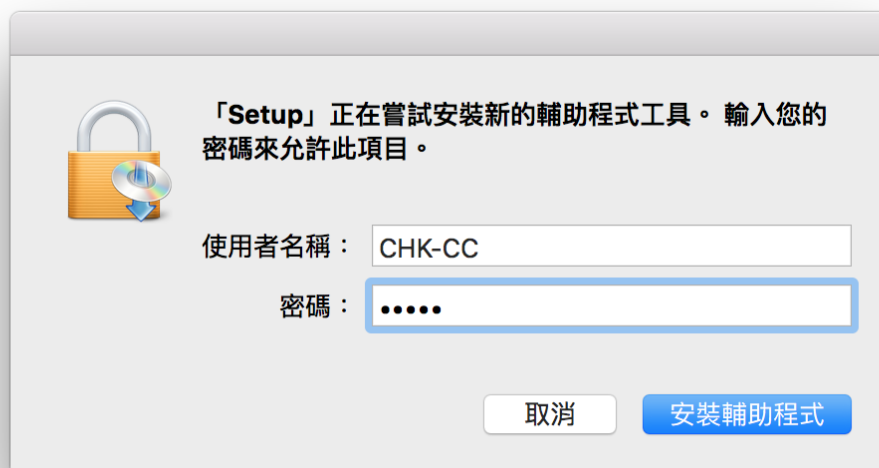 「Setup」正在嘗試安裝新的輔助程式工具。 輸入您的
密碼來允許此項目。
使用者名稱： CHK-CC
密碼： •••••
取消 安裝輔助程式